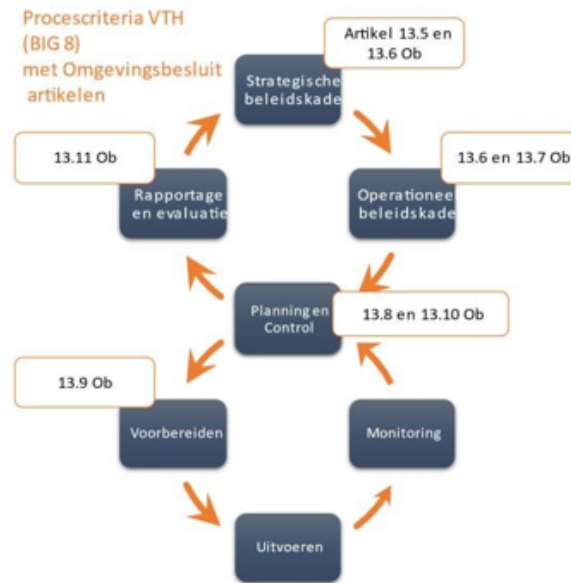 Procescriteria VTH
(BIG 8)
met Omgevingsbesluit
artikelen
Artikel 13.5 en
13.6 Ob
Strategische
beleidskade
13.11 Ob
13.6 en 13.7 Ob
Rapportage
en evaluatie
Operationeel
beleidskade
Planning en
Control
13.8 en 13.10 Ob
13.9 Ob
Voorbereiden
Monitoring
Uitvoeren